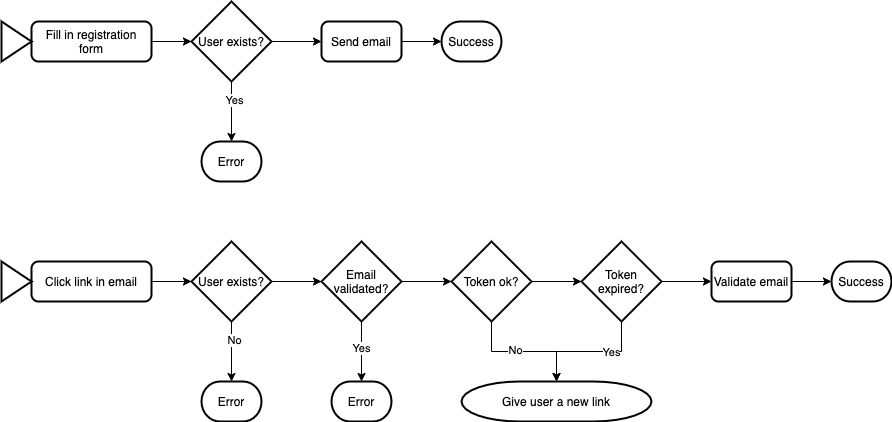 Fill in registration
form
User exists?
Send email
Success
Yes
Error
Click link in email
User exists?
Email
validated?
Token ok?
Token
expired?
Validate email
Success
No
Yes
No
Yes
Error
Error
Give user a new link